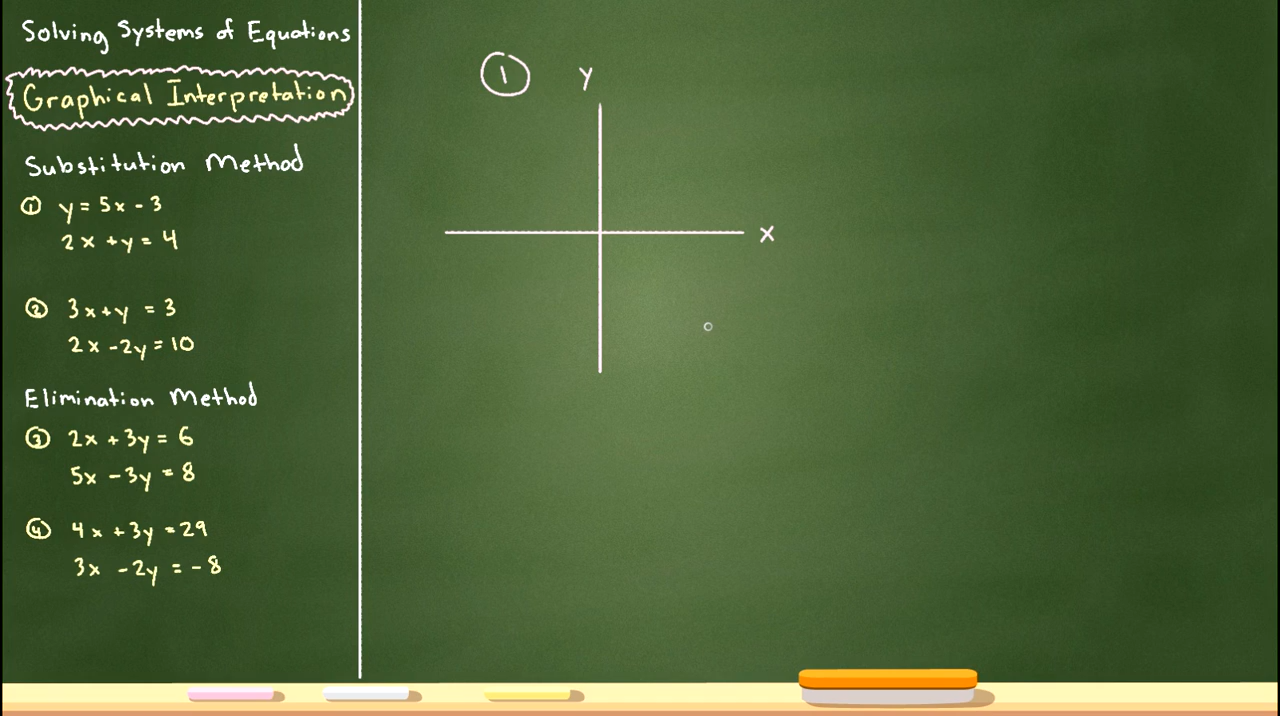 Solving Systems of Equations
Graphical Interpretation
Substitution Method
① y = 5x - 3
2x + y = 4
② 3x + y = 3
2x - 2y = 10
Elimination Method
③ 2x + 3y = 6
5x - 3y = 8
④ 4x + 3y = 29
3x - 2y = -8
① y
x